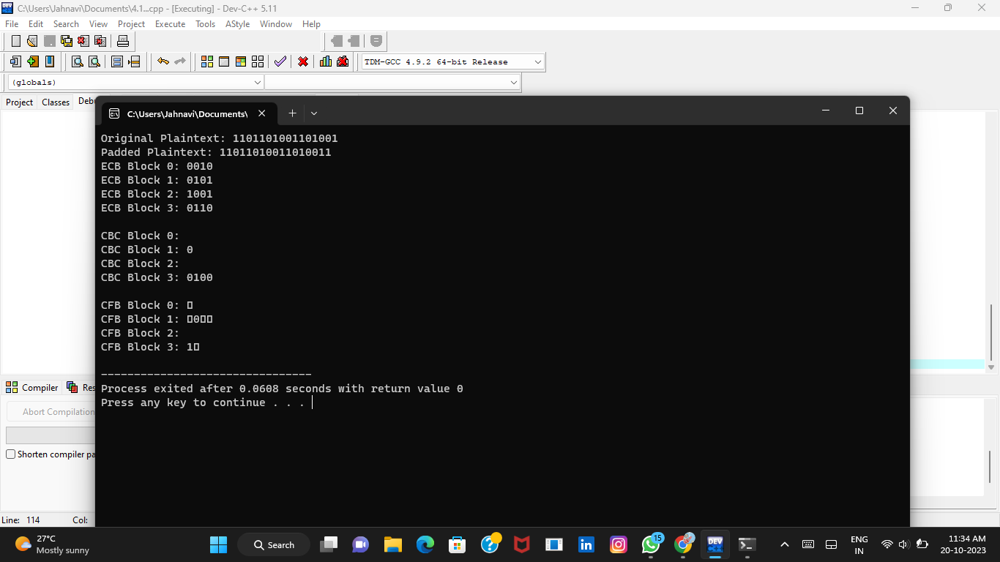 C:\Users\Jahnavi\Documents\4.1...cpp - [Executing] - Dev-C++ 5.11
File Edit Search View Project Execute Tools AStyle Window Help
TDM-GCC 4.9.2 64-bit Release
(globals)
Project Classes Debu
C:\Users\Jahnavi\Documents\
Original Plaintext: 1101101001101001
Padded Plaintext: 11011010011010011
ECB Block 0: 0010
ECB Block 1: 0101
ECB Block 2: 1001
ECB Block 3: 0110
CBC Block 0:
CBC Block 1: 0
CBC Block 2:
CBC Block 3: 0100
CFB Block 0: □
CFB Block 1: □0□□
CFB Block 2:
CFB Block 3: 1□
--------------------------------
Process exited after 0.0608 seconds with return value 0
Press any key to continue . . .
Compiler Res
Abort Compilation
Shorten compiler pa
Line: 114 Col:
27°C
Mostly sunny
Search
15
DEV
ENG
IN
11:34 AM
20-10-2023